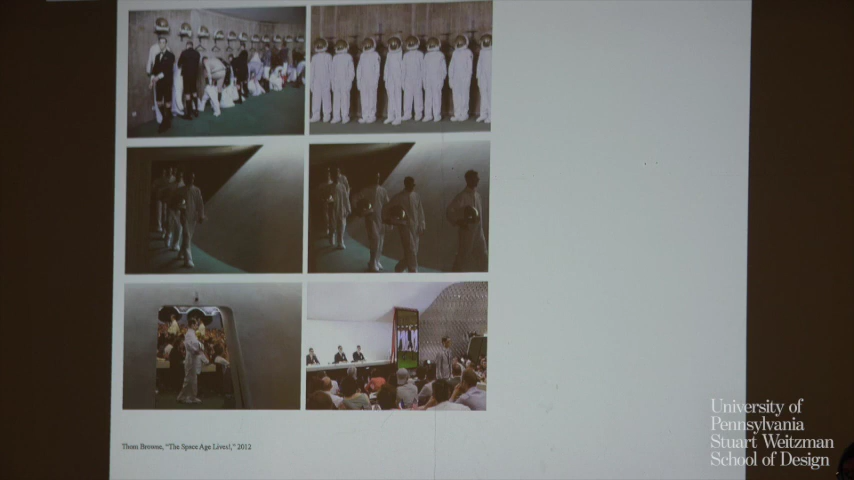 Thom Browne, "The Space Age Lives!," 2012
University of
Pennsylvania
Stuart Weitzman
School of Design